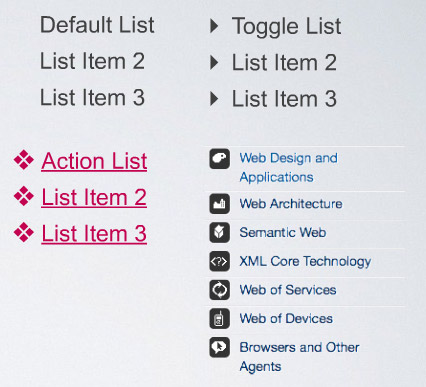 Default List
List Item 2
List Item 3
Toggle List
List Item 2
List Item 3
Action List
List Item 2
List Item 3
Web Design and
Applications
Web Architecture
Semantic Web
<?> XML Core Technology
Web of Services
Web of Devices
Browsers and Other
Agents